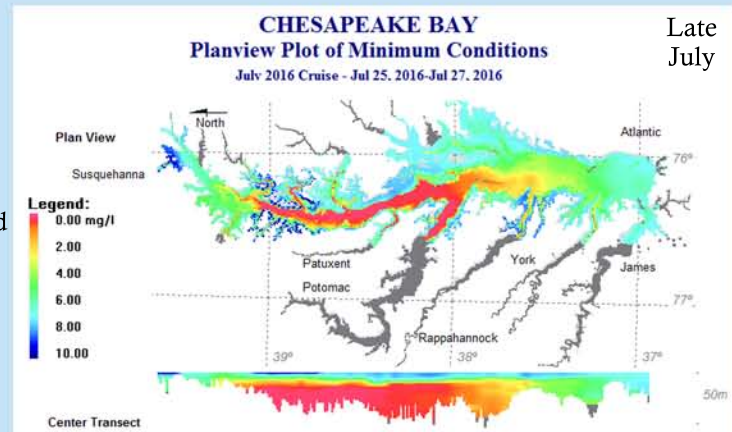 CHESAPEAKE BAY
Planview Plot of Minimum Conditions
July 2016 Cruise - Jul 25, 2016-Jul 27, 2016
Late
July
North
Plan View
Atlantic
76°
Susquehanna
d
Legend:
0.00 mg/l
2.00
4.00
6.00
8.00
10.00
Patuxent
York
James
Potomac
77°
Rappahannock
39°
38°
37°
50m
Center Transect